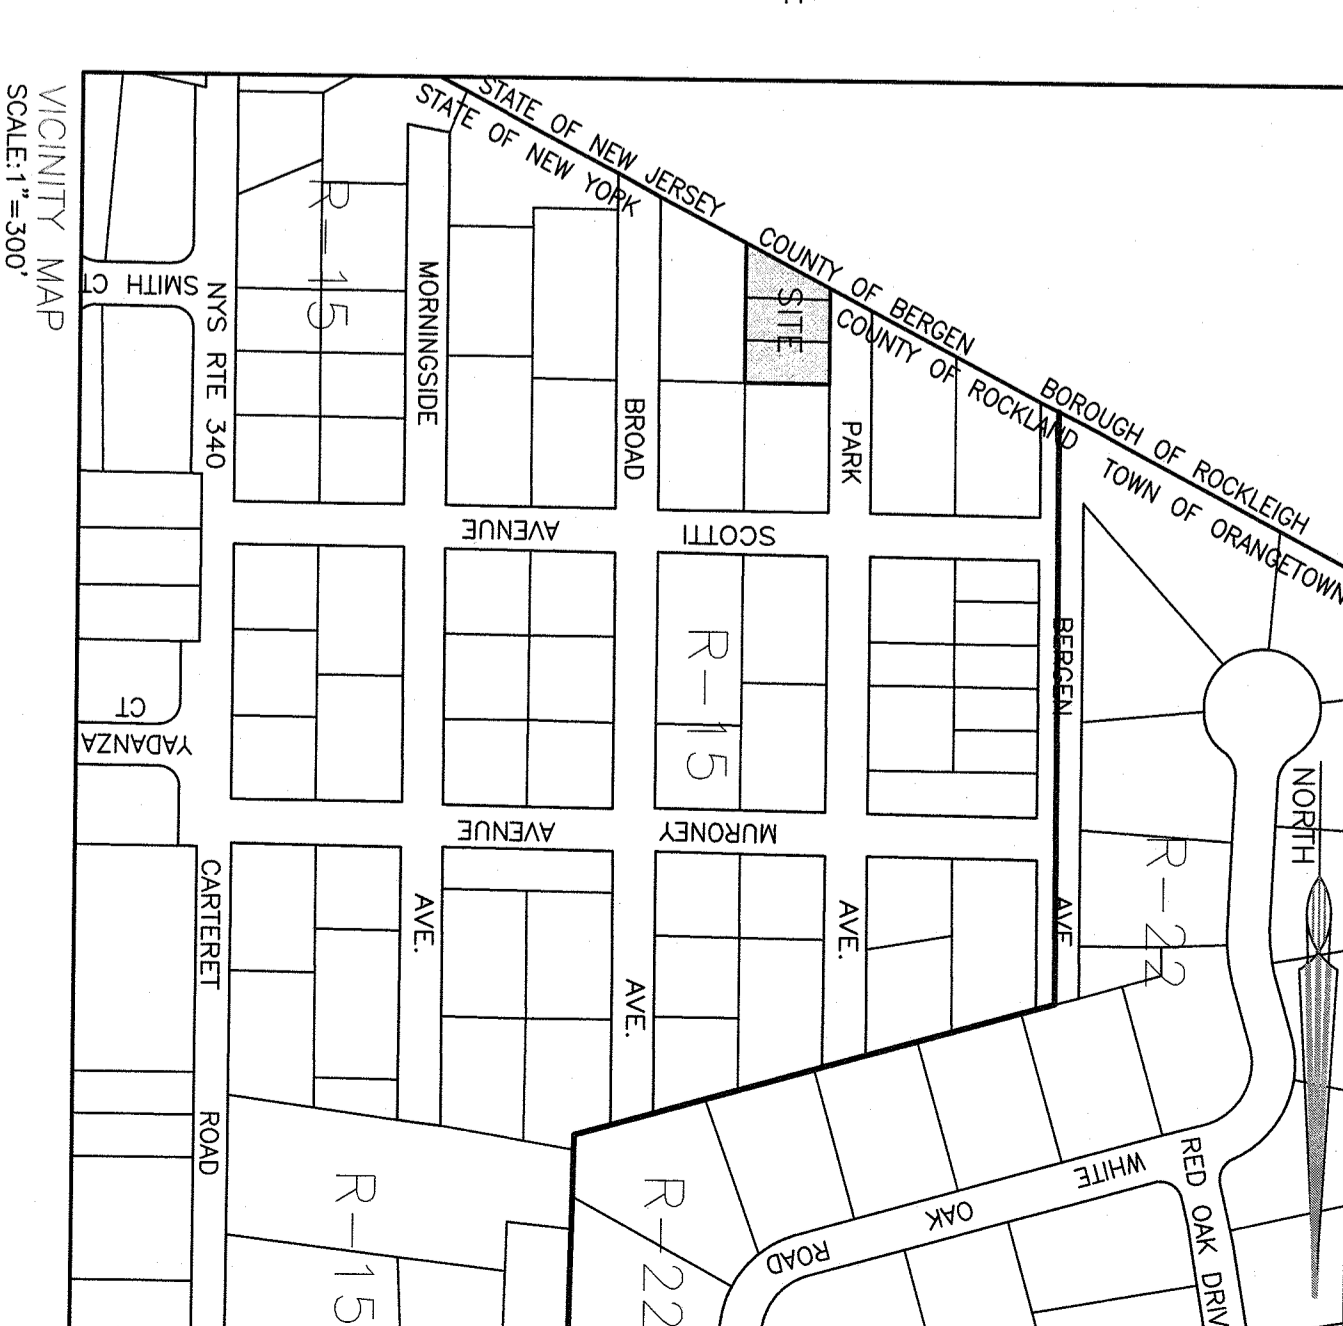 VICINITY MAP
SCALE:1"=300'
STATE OF NEW JERSEY
STATE OF NEW YORK
COUNTY OF BERGEN
COUNTY OF ROCKLAND
BOROUGH OF ROCKLEIGH
TOWN OF ORANGETOWN
SITE
R-15
SMITH CT
NYS RTE 340
MORNINGSIDE
BROAD
PARK
SCOTTI
AVENUE
R-15
BERGEN
YADANZA
CT
MURONEY
AVENUE
NORTH
R-22
CARTERET
AVE.
AVE.
AVE.
AVE
ROAD
R-15
R-22
WHITE
OAK
ROAD
RED OAK DRIV